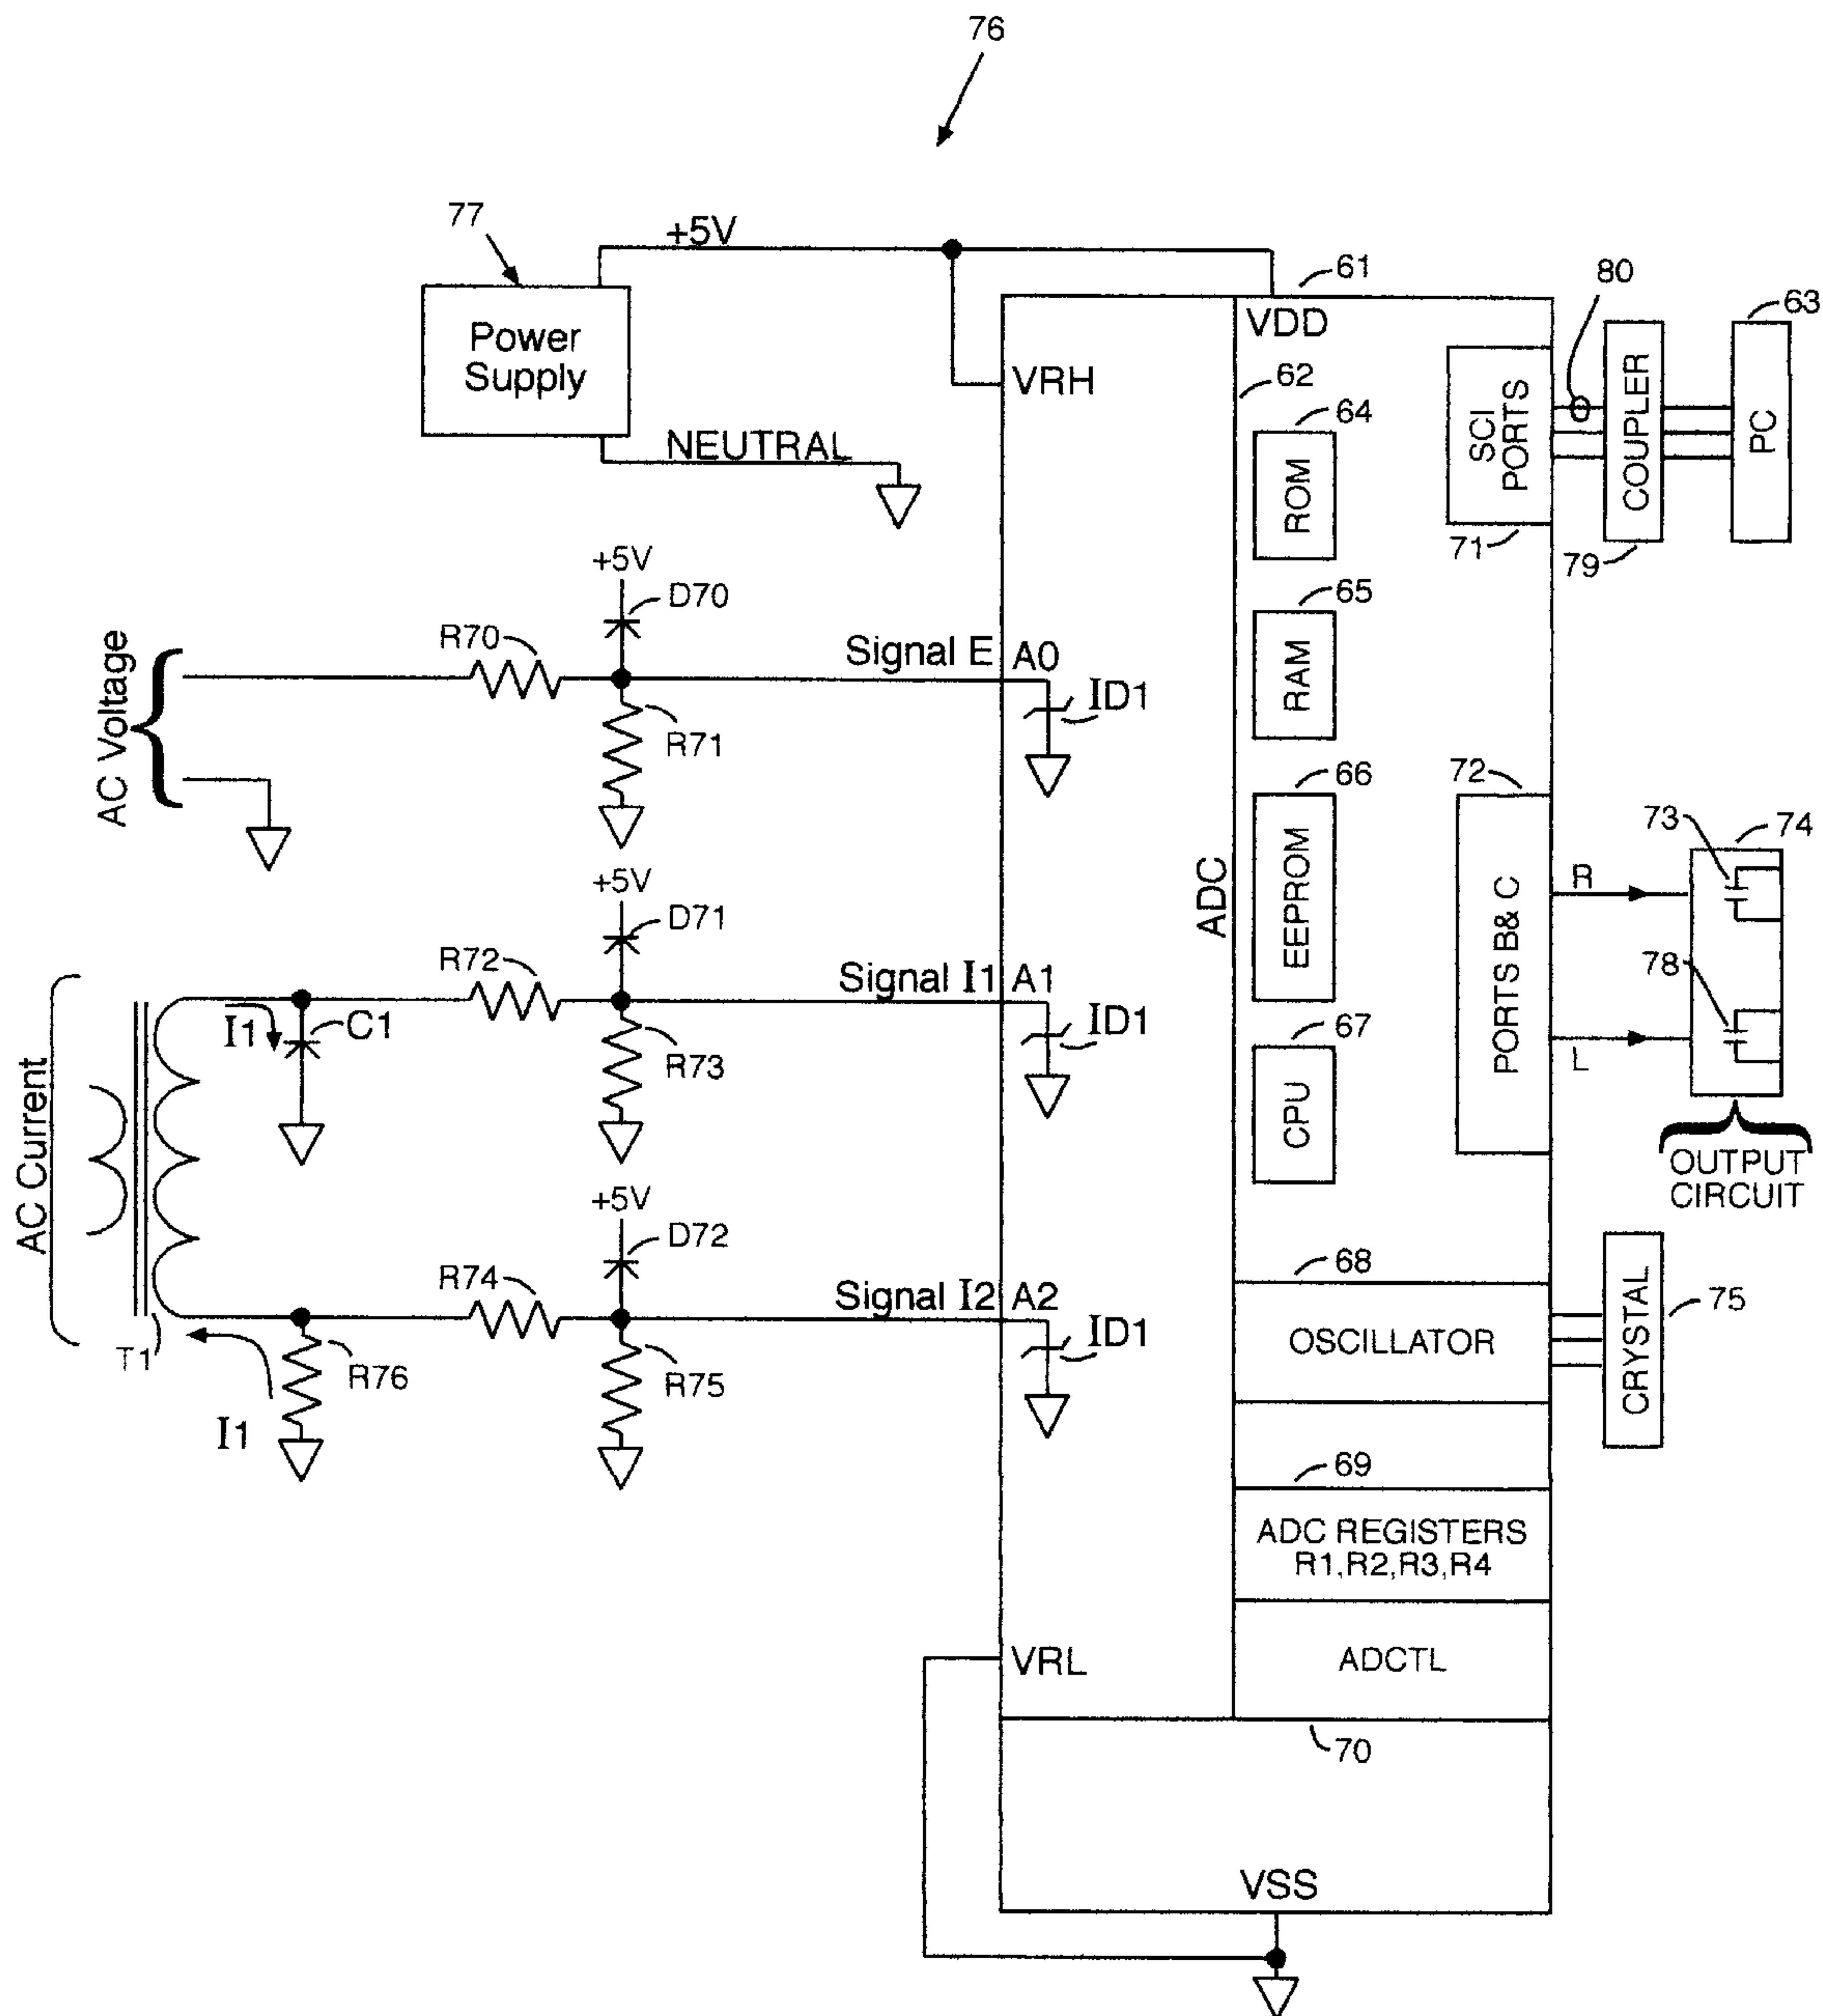 76
77
+5V
61
80
63
Power
Supply
VDD
VRH
62
SCI
PORTS
COUPLER
PC
64
ROM
NEUTRAL
71
79
+5V
D70
65
RAM
R70
Signal E
A0
ID1
AC Voltage
R71
66
EEPROM
72
PORTS B& C
73
74
+5V
D71
ADC
R
R72
Signal I1
A1
78
I1
C1
ID1
67
CPU
L
R73
AC Current
OUTPUT
CIRCUIT
+5V
D72
68
R74
Signal I2
A2
75
OSCILLATOR
CRYSTAL
ID1
T1
R76
R75
I1
69
ADC REGISTERS
R1,R2,R3,R4
VRL
ADCTL
70
VSS